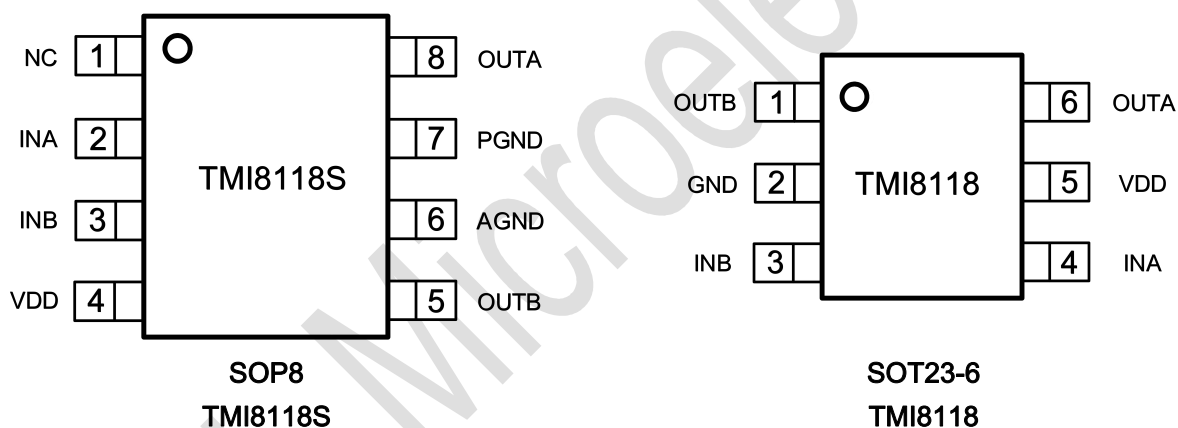 NC 1 8 OUTA
INA 2 7 PGND
TMI8118S
INB 3 6 AGND
VDD 4 5 OUTB
SOP8
TMI8118S
OUTB 1 6 OUTA
GND 2 TMI8118 5 VDD
INB 3 4 INA
SOT23-6
TMI8118